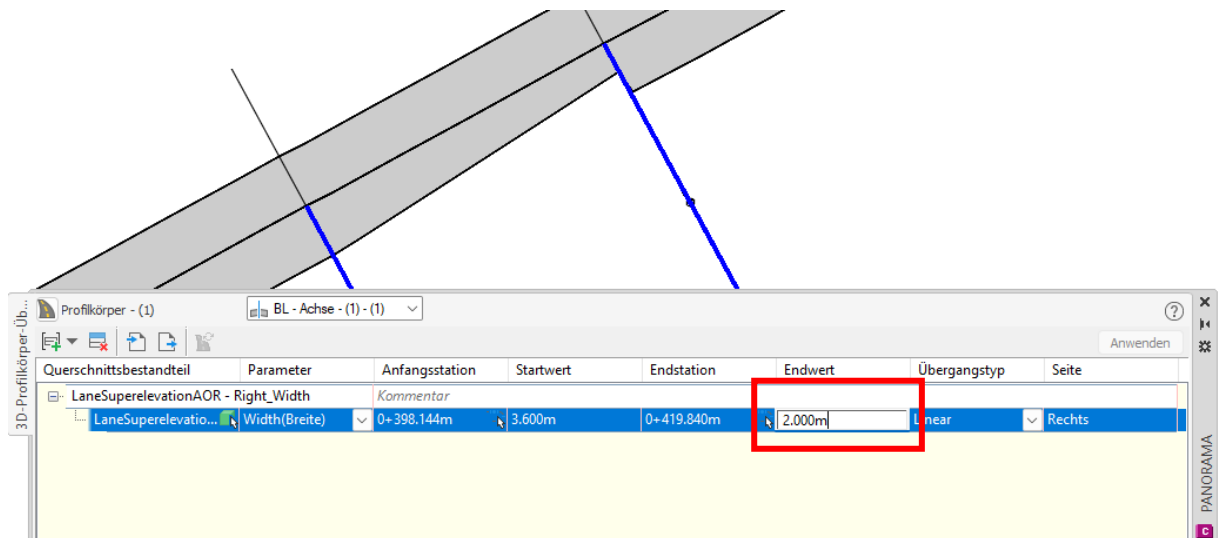 3D-Profilkörper-Üb...
Profilkörper - (1)
BL - Achse - (1) - (1)
?
Anwenden
Querschnittsbestandteil Parameter Anfangsstation Startwert Endstation Endwert Übergangstyp Seite
LaneSuperelevationAOR - Right_Width Kommentar
LaneSuperelevatio... Width(Breite) 0+398.144m 3.600m 0+419.840m 2.000m Linear Rechts
PANORAMA
C